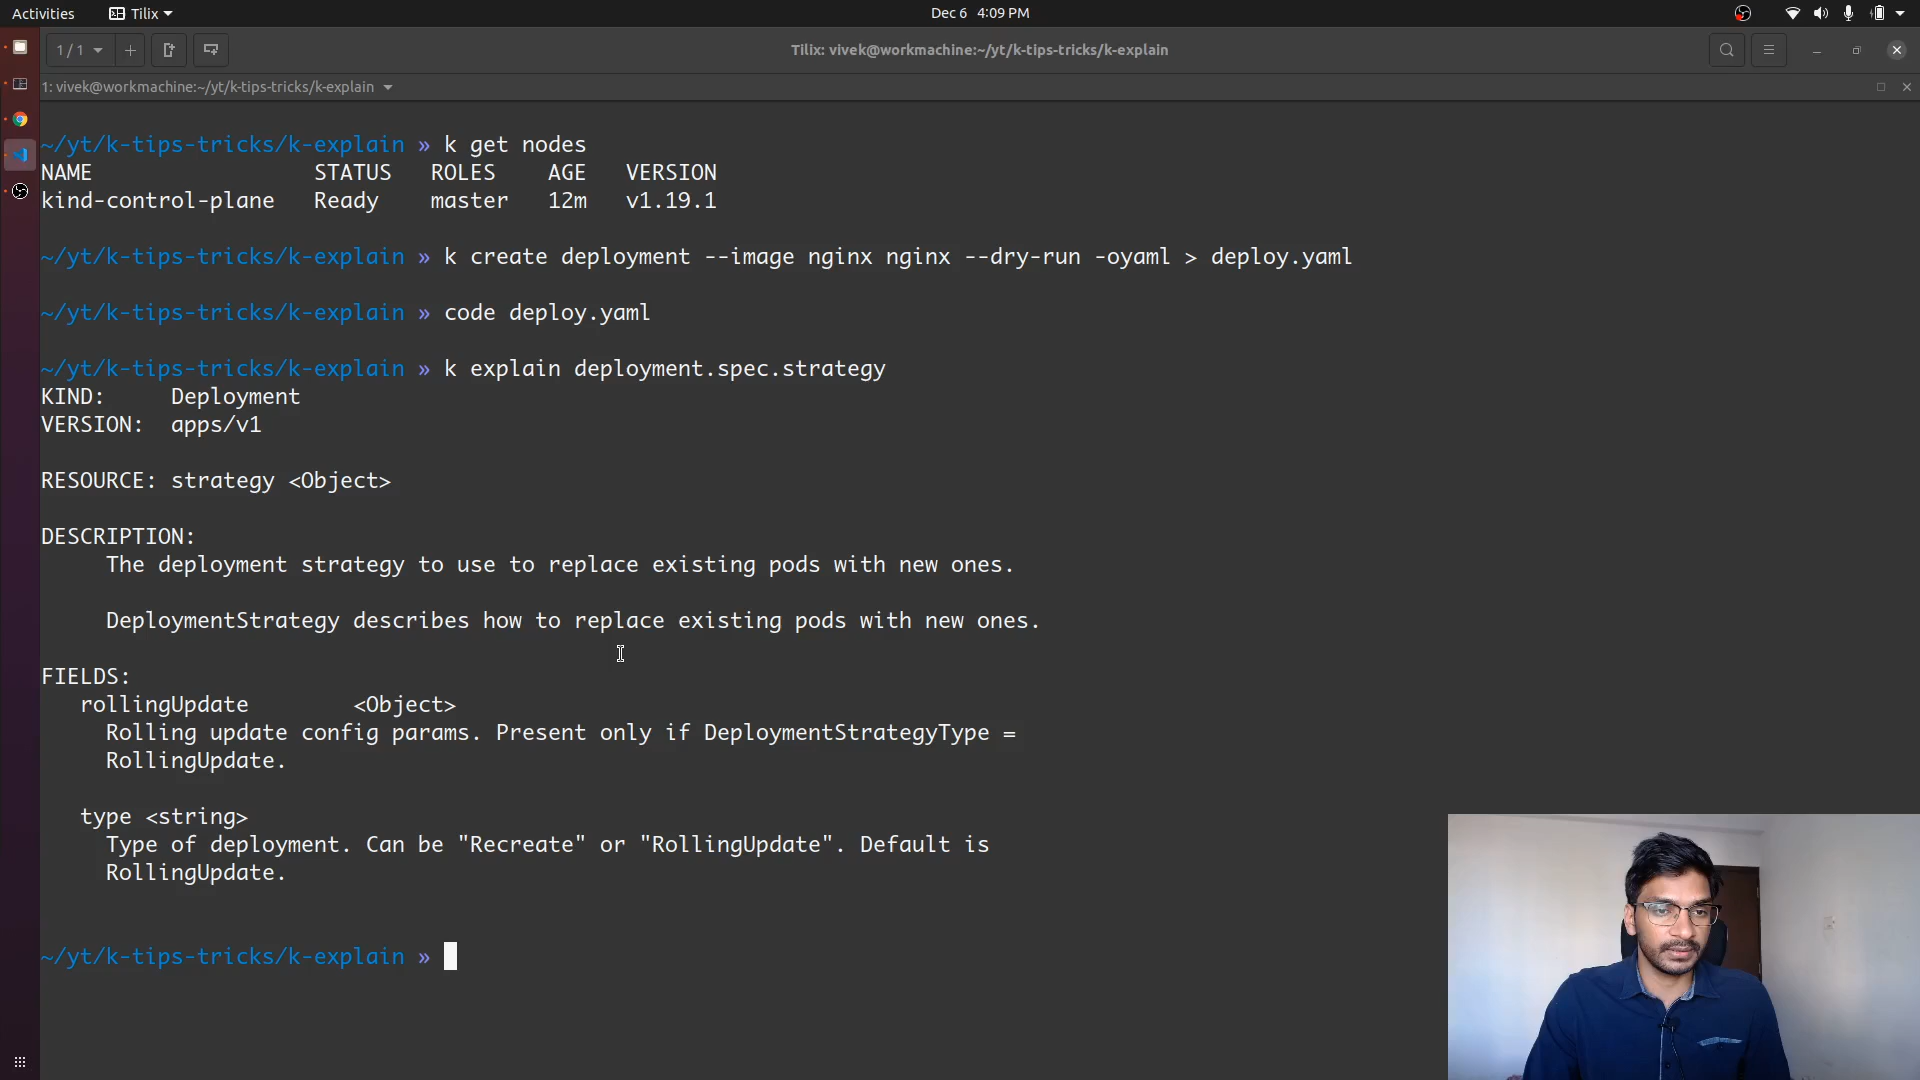 Activities Tilix Dec 6 4:09 PM
1 / 1 Tilix: vivek@workmachine:~/yt/k-tips-tricks/k-explain
1: vivek@workmachine:~/yt/k-tips-tricks/k-explain
~/yt/k-tips-tricks/k-explain » k get nodes
NAME STATUS ROLES AGE VERSION
kind-control-plane Ready master 12m v1.19.1
~/yt/k-tips-tricks/k-explain » k create deployment --image nginx nginx --dry-run -oyaml > deploy.yaml
~/yt/k-tips-tricks/k-explain » code deploy.yaml
~/yt/k-tips-tricks/k-explain » k explain deployment.spec.strategy
KIND: Deployment
VERSION: apps/v1
RESOURCE: strategy <Object>
DESCRIPTION:
The deployment strategy to use to replace existing pods with new ones.
DeploymentStrategy describes how to replace existing pods with new ones.
FIELDS:
rollingUpdate <Object>
Rolling update config params. Present only if DeploymentStrategyType =
RollingUpdate.
type <string>
Type of deployment. Can be "Recreate" or "RollingUpdate". Default is
RollingUpdate.
~/yt/k-tips-tricks/k-explain »